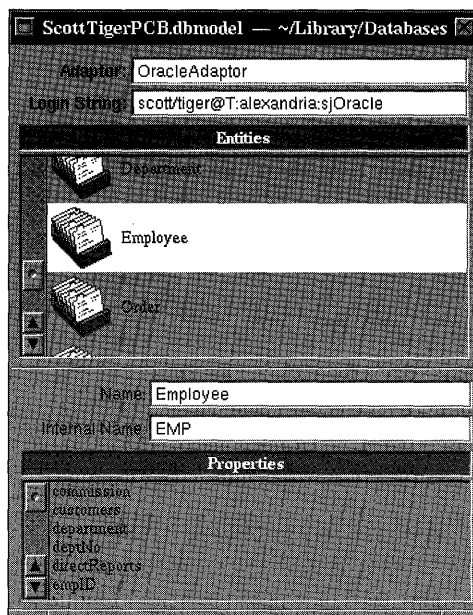 ScottTigerPCB.dbmodel — ~/Library/Databases
Adaptor: OracleAdaptor
Login String: scott/tiger@T:alexandria:sjOracle
Entities
Department
Employee
Order
Name: Employee
Internal Name: EMP
Properties
commission
customers
department
deptNo
directReports
empID